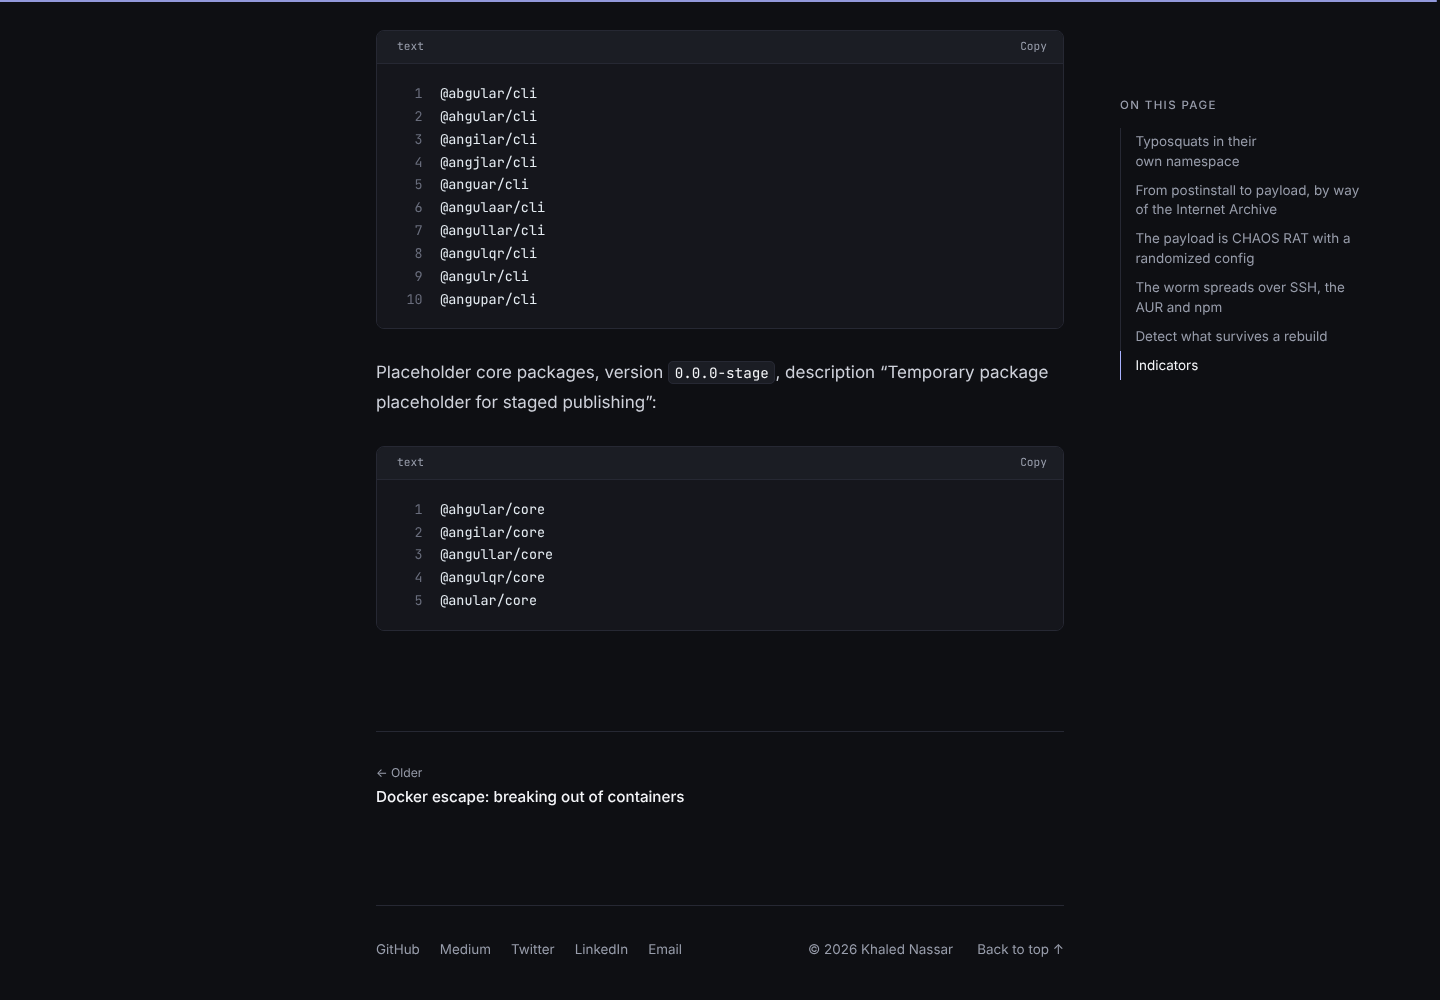 text Copy
1 @abgular/cli
2 @ahgular/cli
3 @angilar/cli
4 @angjlar/cli
5 @anguar/cli
6 @angulaar/cli
7 @angullar/cli
8 @angulqr/cli
9 @angulr/cli
10 @angupar/cli
Placeholder core packages, version 0.0.0-stage, description “Temporary package
placeholder for staged publishing”:
text Copy
1 @ahgular/core
2 @angilar/core
3 @angullar/core
4 @angulqr/core
5 @anular/core
← Older
Docker escape: breaking out of containers
GitHub Medium Twitter LinkedIn Email © 2026 Khaled Nassar Back to top ↑
ON THIS PAGE
Typosquats in their
own namespace
From postinstall to payload, by way
of the Internet Archive
The payload is CHAOS RAT with a
randomized config
The worm spreads over SSH, the
AUR and npm
Detect what survives a rebuild
Indicators